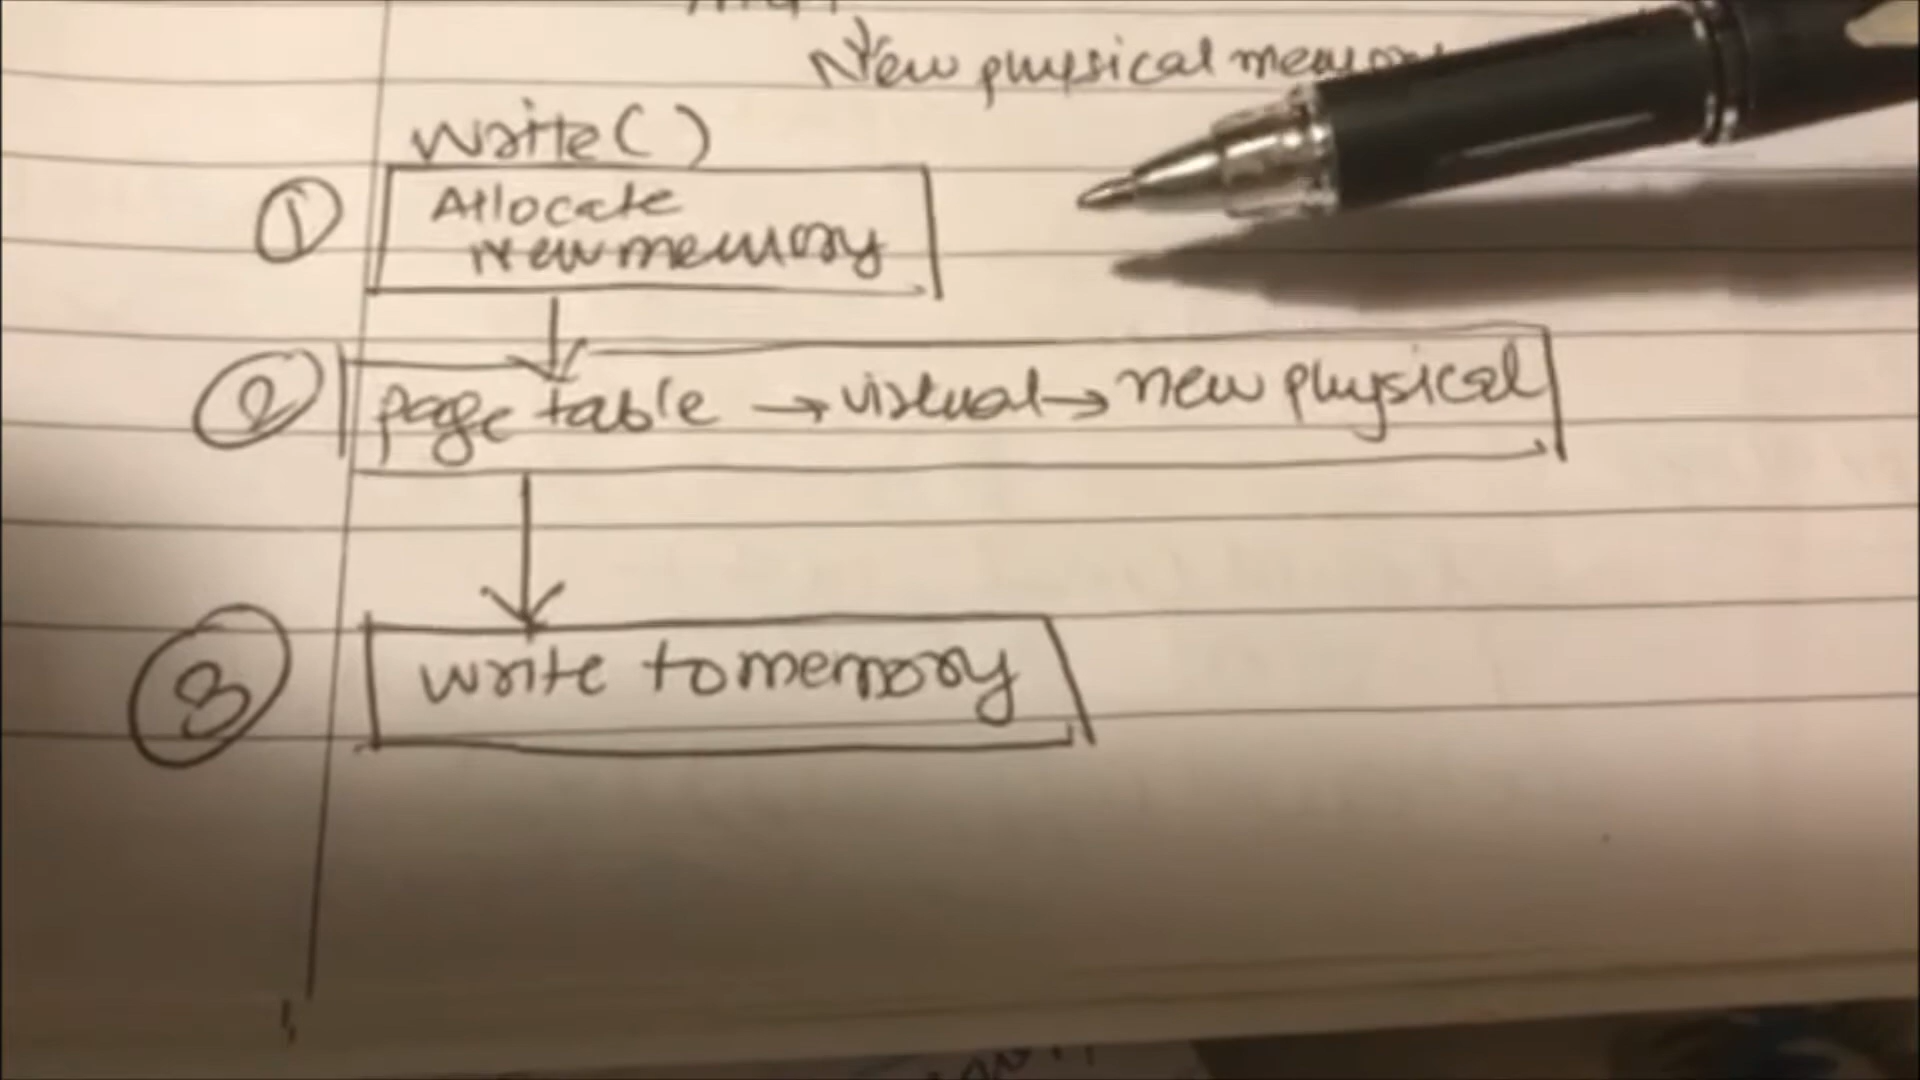 New physical memory
write()
① Allocate
New memory
② page table → virtual → new physical
③ write to memory